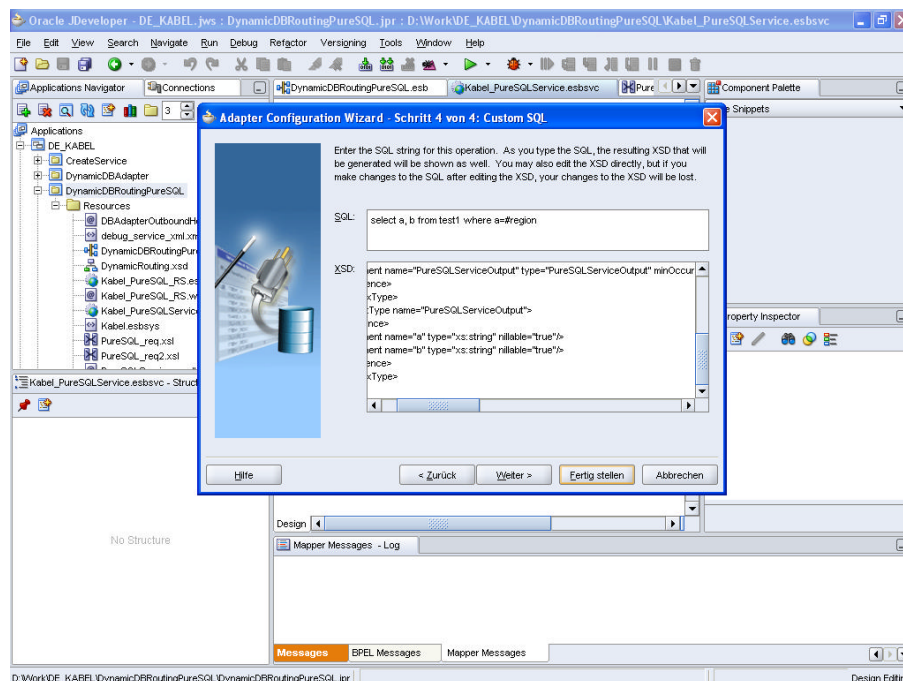 Oracle JDeveloper - DE_KABEL.jws : DynamicDBRoutingPureSQL.jpr : D:\Work\DE_KABEL\DynamicDBRoutingPureSQL\Kabel_PureSQLService.esbsvc
File Edit View Search Navigate Run Debug Refactor Versioning Tools Window Help
Applications Navigator Connections DynamicDBRoutingPureSQL.esb Kabel_PureSQLService.esbsvc Pure Component Palette
3
Snippets
Applications
DE_KABEL
CreateService
DynamicDBAdapter
DynamicDBRoutingPureSQL
Resources
DBAdapterOutboundHe
debug_service_xml.xm
DynamicDBRoutingPure
DynamicRouting.xsd
Kabel_PureSQL_RS.es
Kabel_PureSQL_RS.w
Kabel_PureSQLService
Kabel.esbsys
PureSQL_req.xsl
PureSQL_req2.xsl
Adapter Configuration Wizard - Schritt 4 von 4: Custom SQL
Enter the SQL string for this operation. As you type the SQL, the resulting XSD that will
be generated will be shown as well. You may also edit the XSD directly, but if you
make changes to the SQL after editing the XSD, your changes to the XSD will be lost.
SQL: select a, b from test1 where a=#region
XSD: ent name="PureSQLServiceOutput" type="PureSQLServiceOutput" minOccur
ence>
xType>
xType name="PureSQLServiceOutput">
nce>
ent name="a" type="xs:string" nillable="true"/>
ent name="b" type="xs:string" nillable="true"/>
ence>
xType>
Hilfe < Zurück Weiter > Fertig stellen Abbrechen
Property Inspector
Kabel_PureSQLService.esbsvc - Struct
No Structure
Design
Mapper Messages - Log
Messages BPEL Messages Mapper Messages
D:\Work\DE_KABEL\DynamicDBRoutingPureSQL\DynamicDBRoutingPureSQL.jpr Design Editin